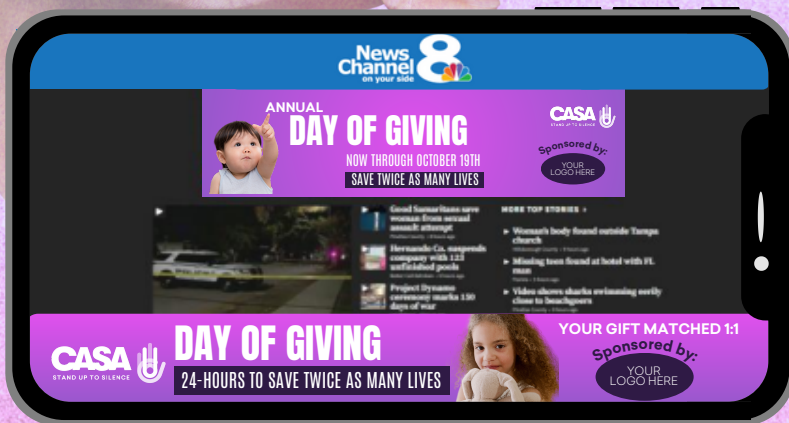 News
Channel 8
on your side
ANNUAL
DAY OF GIVING
NOW THROUGH OCTOBER 19TH
SAVE TWICE AS MANY LIVES
CASA
STAND UP TO SILENCE
Sponsored by:
YOUR
LOGO HERE
Good Samaritans save
woman from sexual
assault attempt
Hernando Co. suspends
company with 123
unfinished pools
Project Dynamo
ceremony marks 150
days of war
MORE TOP STORIES
Woman's body found outside Tampa
church
Missing teen found at hotel with FL
man
Video shows sharks swimming eerily
close to beachgoers
CASA
STAND UP TO SILENCE
DAY OF GIVING
24-HOURS TO SAVE TWICE AS MANY LIVES
YOUR GIFT MATCHED 1:1
Sponsored by:
YOUR
LOGO HERE